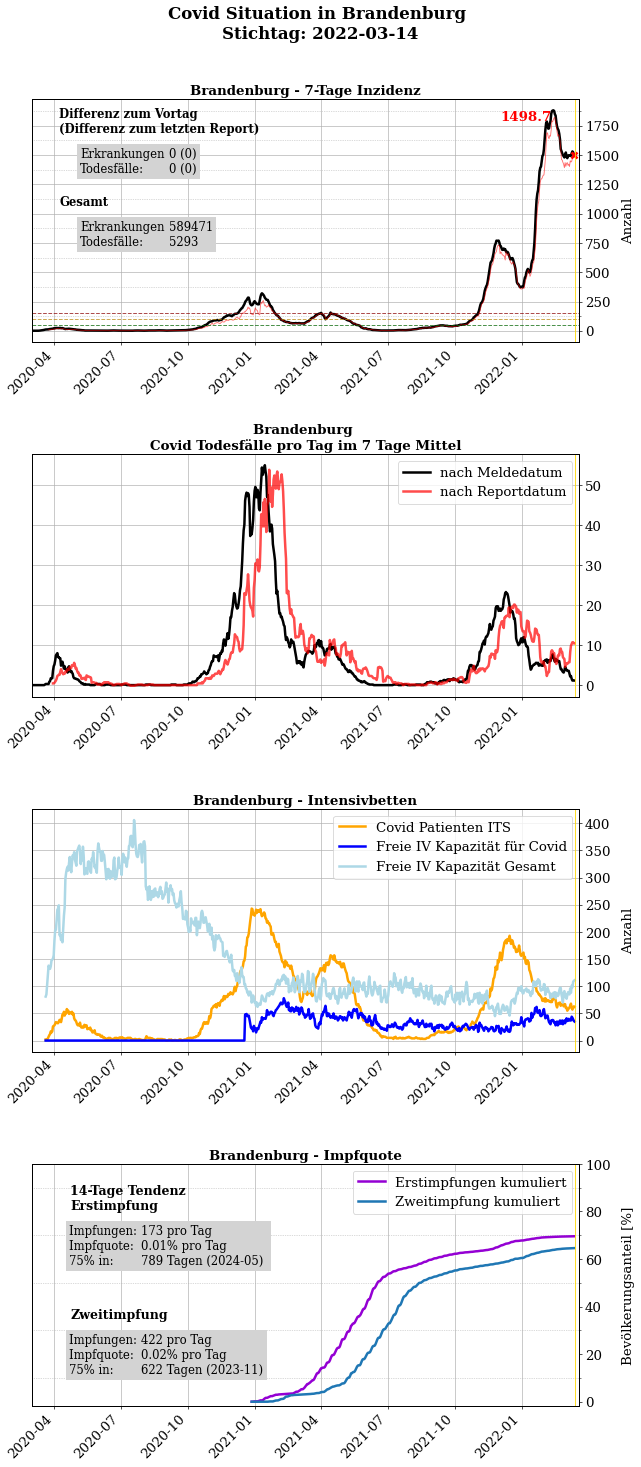 Covid Situation in Brandenburg
Stichtag: 2022-03-14
Brandenburg - 7-Tage Inzidenz
Differenz zum Vortag
(Differenz zum letzten Report)
Erkrankungen 0 (0)
Todesfälle: 0 (0)
Gesamt
Erkrankungen 589471
Todesfälle: 5293
1498.7
1750
1500
1250
1000
750
500
250
0
Anzahl
2020-04
2020-07
2020-10
2021-01
2021-04
2021-07
2021-10
2022-01
Brandenburg
Covid Todesfälle pro Tag im 7 Tage Mittel
nach Meldedatum
nach Reportdatum
50
40
30
20
10
0
2020-04
2020-07
2020-10
2021-01
2021-04
2021-07
2021-10
2022-01
Brandenburg - Intensivbetten
Covid Patienten ITS
Freie IV Kapazität für Covid
Freie IV Kapazität Gesamt
400
350
300
250
200
150
100
50
0
Anzahl
2020-04
2020-07
2020-10
2021-01
2021-04
2021-07
2021-10
2022-01
Brandenburg - Impfquote
14-Tage Tendenz
Erstimpfung
Impfungen: 173 pro Tag
Impfquote: 0.01% pro Tag
75% in: 789 Tagen (2024-05)
Zweitimpfung
Impfungen: 422 pro Tag
Impfquote: 0.02% pro Tag
75% in: 622 Tagen (2023-11)
Erstimpfungen kumuliert
Zweitimpfung kumuliert
100
80
60
40
20
0
Bevölkerungsanteil [%]
2020-04
2020-07
2020-10
2021-01
2021-04
2021-07
2021-10
2022-01